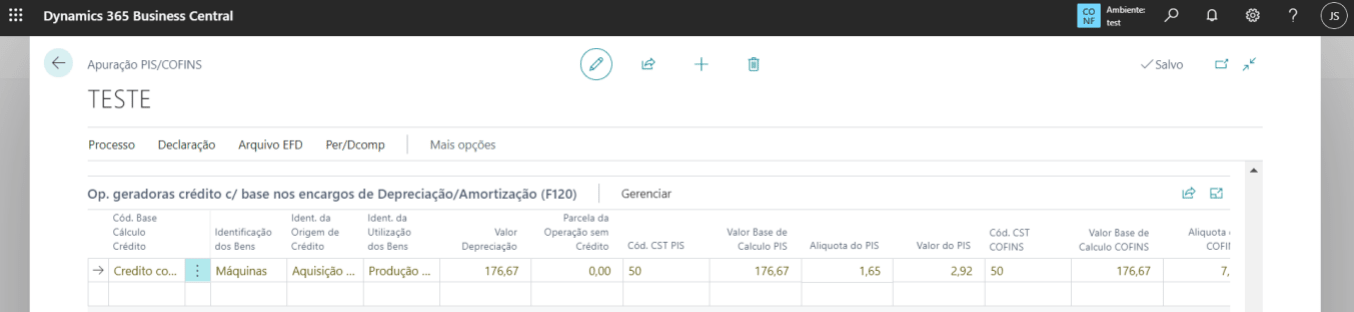 Dynamics 365 Business Central
CO
NF
Ambiente:
test
?
JS
Apuração PIS/COFINS
Salvo
TESTE
Processo Declaração Arquivo EFD Per/Dcomp Mais opções
Op. geradoras crédito c/ base nos encargos de Depreciação/Amortização (F120) Gerenciar
Cód. Base
Cálculo
Crédito
Identificação
dos Bens
Ident. da
Origem de
Crédito
Ident. da
Utilização
dos Bens
Valor
Depreciação
Parcela da
Operação sem
Crédito
Cód. CST PIS
Valor Base de
Calculo PIS
Aliquota do PIS
Valor do PIS
Cód. CST
COFINS
Valor Base de
Calculo COFINS
Aliquota
COFI
Credito co... Máquinas Aquisição ... Produção ... 176,67 0,00 50 176,67 1,65 2,92 50 176,67 7,